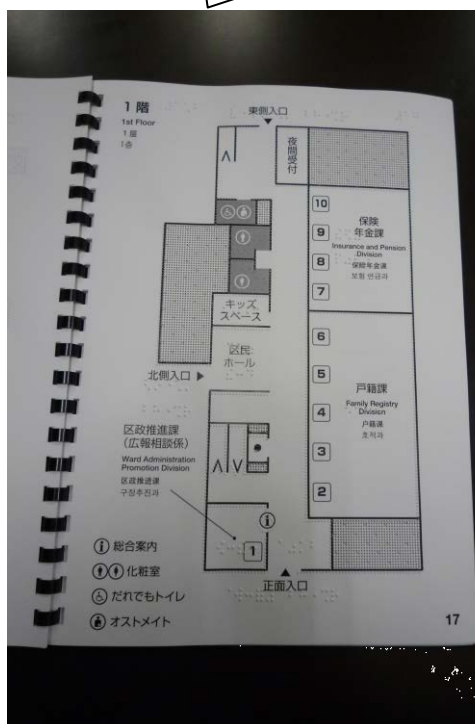 1階
1st Floor
1层
1층
東側入口
夜間受付
10
9
8
7
保険
年金課
Insurance and Pension
Division
保險年金课
보험 연금과
キッズ
スペース
区民
ホール
北側入口
6
5
4
3
2
戸籍課
Family Registry
Division
户籍课
호적과
区政推進課
(広報相談係)
Ward Administration
Promotion Division
区政推进课
구정추진과
1
i
i 総合案内
化粧室
だれでもトイレ
オストメイト
正面入口
17